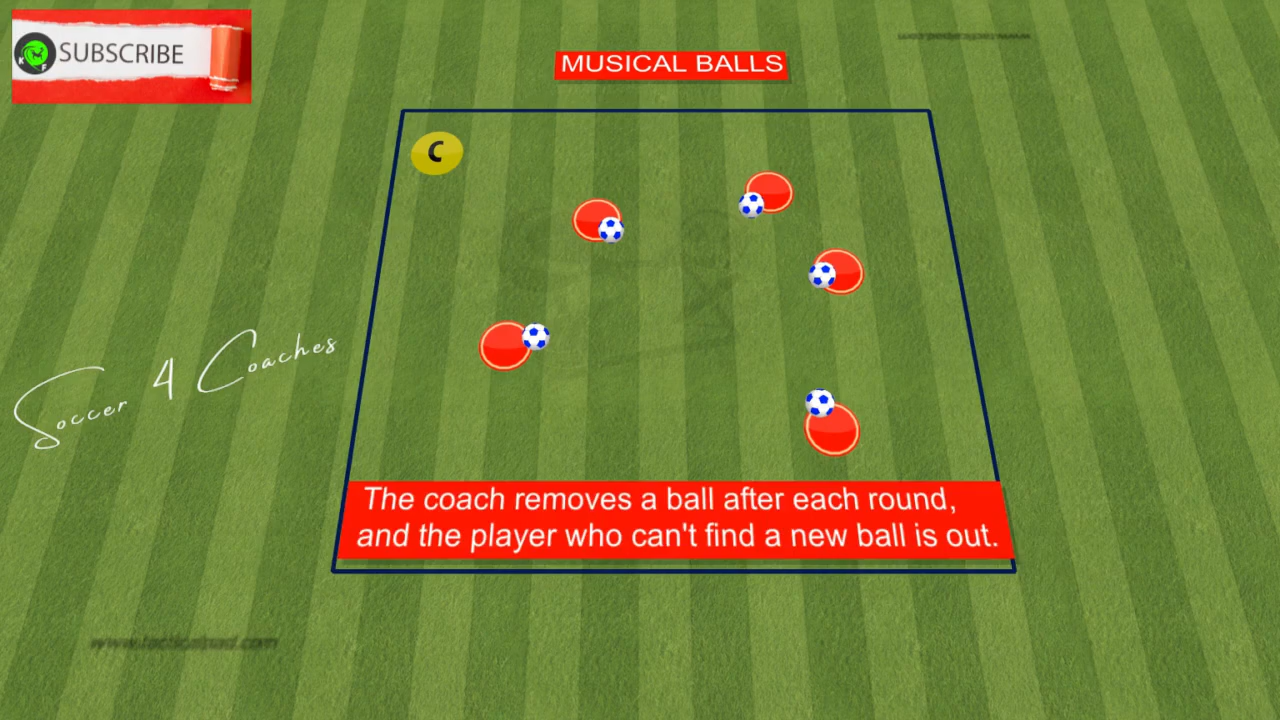 SUBSCRIBE
K F
MUSICAL BALLS
C
Soccer 4 Coaches
The coach removes a ball after each round,
and the player who can't find a new ball is out.